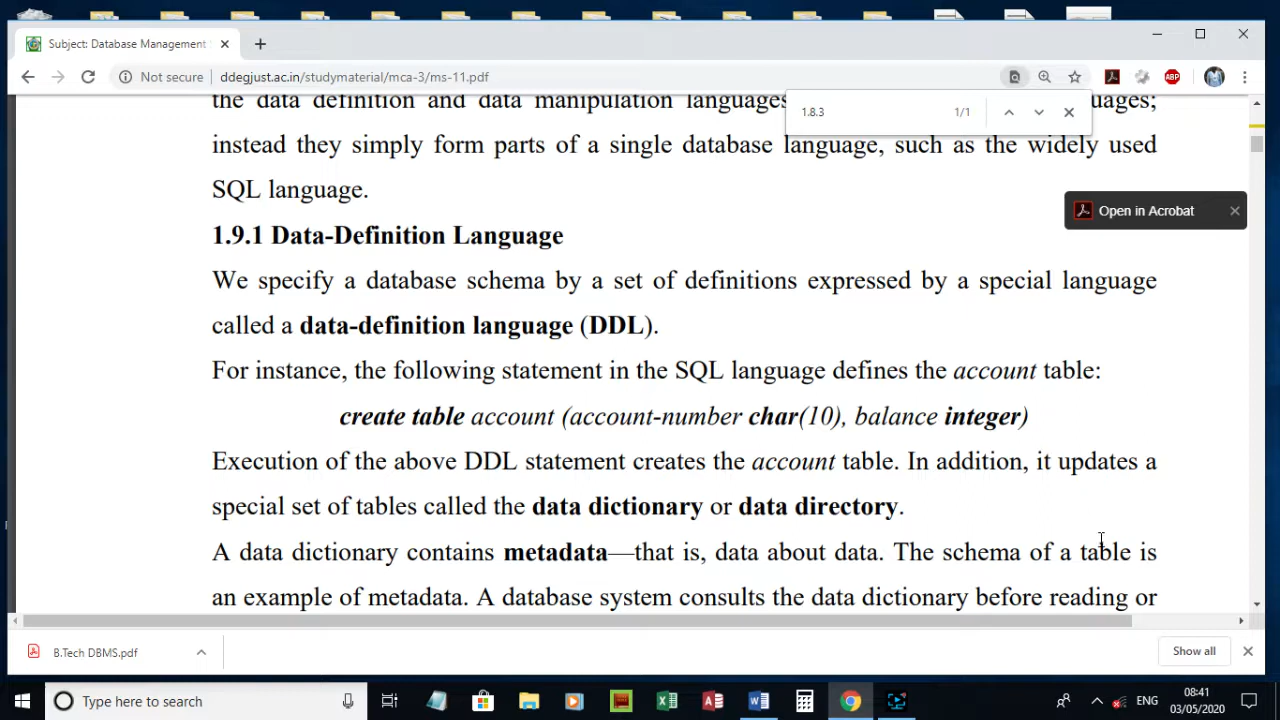 Subject: Database Management
Not secure ddegjust.ac.in/studymaterial/mca-3/ms-11.pdf
ABP
1.8.3 1/1
the data definition and data manipulation languages uages;
instead they simply form parts of a single database language, such as the widely used
SQL language.
Open in Acrobat
1.9.1 Data-Definition Language
We specify a database schema by a set of definitions expressed by a special language
called a data-definition language (DDL).
For instance, the following statement in the SQL language defines the account table:
create table account (account-number char(10), balance integer)
Execution of the above DDL statement creates the account table. In addition, it updates a
special set of tables called the data dictionary or data directory.
A data dictionary contains metadata—that is, data about data. The schema of a table is
an example of metadata. A database system consults the data dictionary before reading or
B.Tech DBMS.pdf
Show all
Type here to search
ENG
08:41
03/05/2020